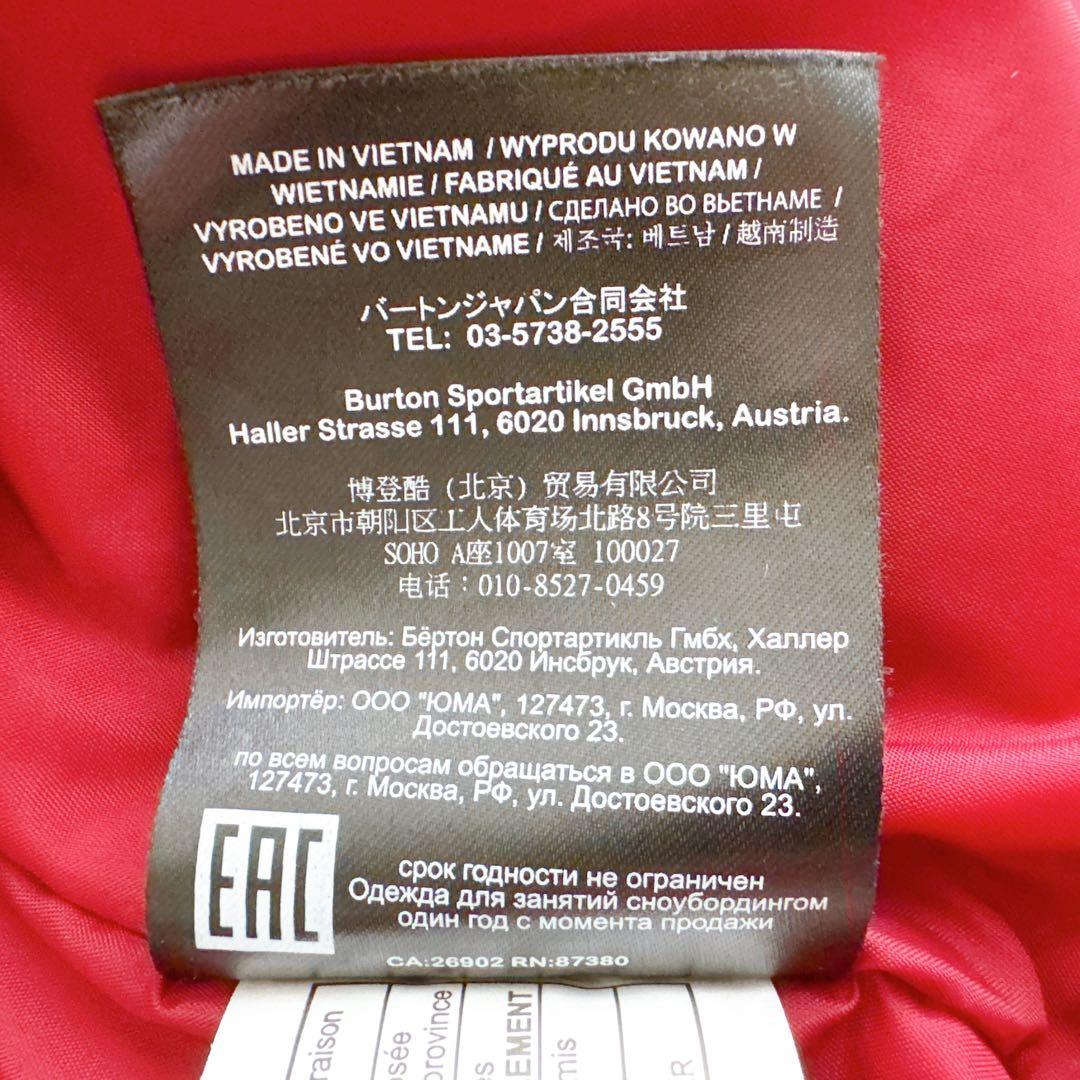 MADE IN VIETNAM / WYPRODU KOWANO W
WIETNAMIE / FABRIQUÉ AU VIETNAM /
VYROBENO VE VIETNAMU / СДЕЛАНО ВО ВЬЕТНАМЕ /
VYROBENÉ VO VIETNAME / 제조국: 베트남 / 越南制造
バートンジャパン合同会社
TEL: 03-5738-2555
Burton Sportartikel GmbH
Haller Strasse 111, 6020 Innsbruck, Austria.
博登酷（北京）贸易有限公司
北京市朝阳区工人体育场北路8号院三里屯
SOHO A座1007室 100027
电话：010-8527-0459
Изготовитель: Бёртон Спортартикль Гмбх, Халлер
Штрассе 111, 6020 Инсбрук, Австрия.
Импортёр: ООО "ЮМА", 127473, г. Москва, РФ, ул.
Достоевского 23.
по всем вопросам обращаться в ООО "ЮМА",
127473, г. Москва, РФ, ул. Достоевского 23.
EAC
срок годности не ограничен
Одежда для занятий сноубордингом
один год с момента продажи
CA:26902 RN:87380
province